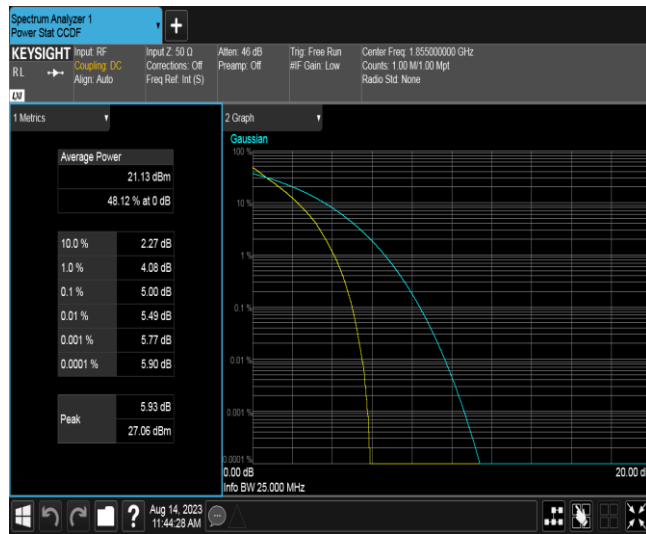 Spectrum Analyzer 1
Power Stat CCDF
+
KEYSIGHT
RL
LXI
Input: RF
Coupling: DC
Align: Auto
Input Z: 50 Ω
Corrections: Off
Freq Ref: Int (S)
Atten: 46 dB
Preamp: Off
Trig: Free Run
#IF Gain: Low
Center Freq: 1.855000000 GHz
Counts: 1.00 M/1.00 Mpt
Radio Std: None
1 Metrics
Average Power
21.13 dBm
48.12 % at 0 dB
10.0 % 2.27 dB
1.0 % 4.08 dB
0.1 % 5.00 dB
0.01 % 5.49 dB
0.001 % 5.77 dB
0.0001 % 5.90 dB
Peak
5.93 dB
27.06 dBm
2 Graph
Gaussian
100 %
10 %
1 %
0.1 %
0.01 %
0.001 %
0.0001 %
0.00 dB
20.00 d
Info BW 25.000 MHz
?
Aug 14, 2023
11:44:28 AM